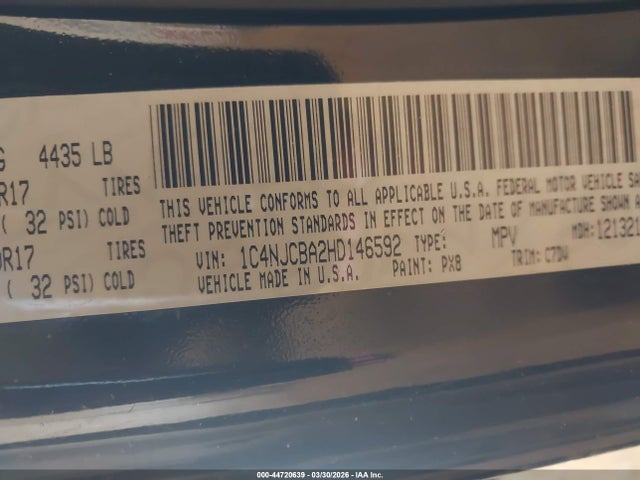 G 4435 LB
R17 TIRES
( 32 PSI) COLD
R17 TIRES
( 32 PSI) COLD
THIS VEHICLE CONFORMS TO ALL APPLICABLE U.S.A. FEDERAL MOTOR VEHICLE SA
THEFT PREVENTION STANDARDS IN EFFECT ON THE DATE OF MANUFACTURE SHOWN A
VIN: 1C4NJCBA2HD146592 TYPE: MPV MDH: 121321
VEHICLE MADE IN U.S.A. PAINT: PX8 TRIM: C7DV
000-44720639 - 03/30/2026 - IAA Inc.